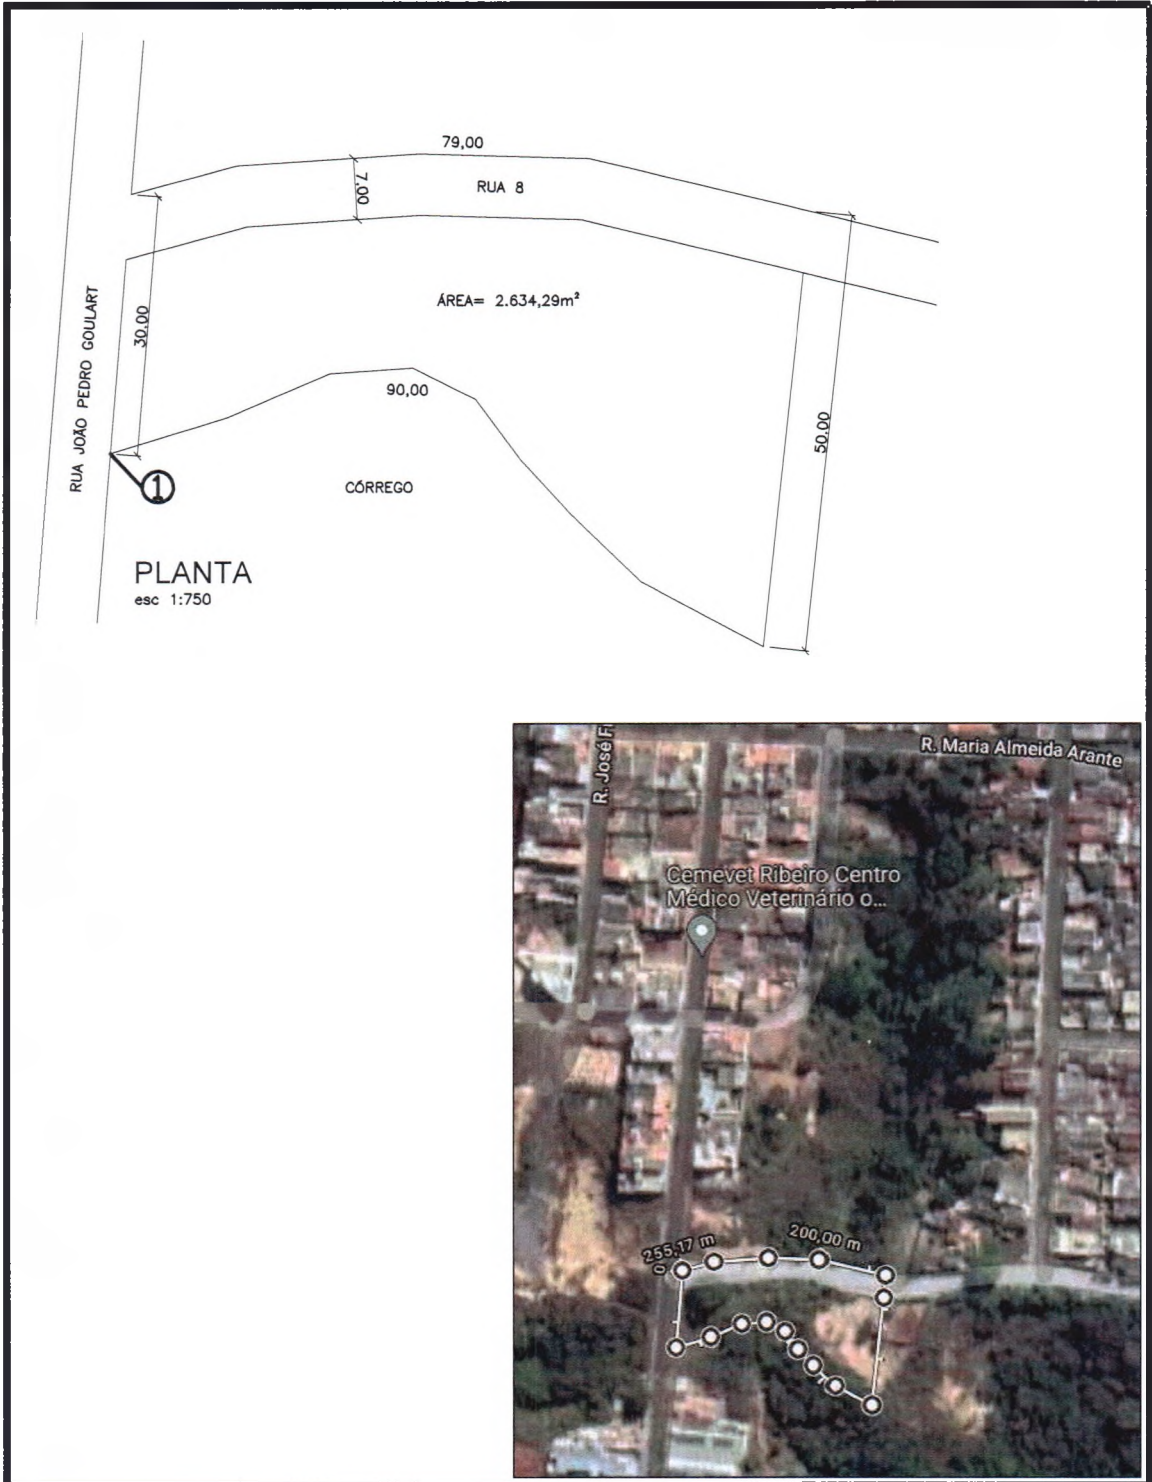 79,00
7.00
RUA 8
ÁREA= 2.634,29m²
30.00
RUA JOÃO PEDRO GOULART
90,00
50.00
1
CÓRREGO
PLANTA
esc 1:750
R. José F
R. Maria Almeida Arante
Cemevet Ribeiro Centro
Médico Veterinário o...
255,17 m
0
200,00 m